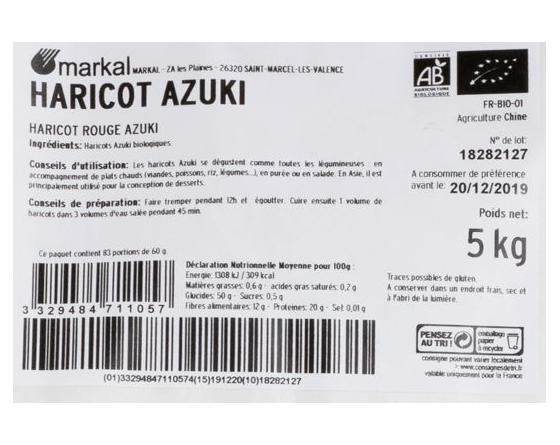 markal MARKAL - ZA les Plaines - 26320 SAINT-MARCEL-LES-VALENCE
HARICOT AZUKI
HARICOT ROUGE AZUKI
Ingrédients: Haricots Azuki biologiques
Conseils d'utilisation: Les haricots Azuki se dégustent comme toutes les légumineuses en
accompagnement de plats chauds (viandes, poissons, riz, légumes...), en purée ou en salade. En Asie, il est
principalement utilisé pour la conception de desserts.
Conseils de préparation: Faire tremper pendant 12h et égoutter. Cuire ensuite 1 volume de
haricots dans 3 volumes d'eau salée pendant 45 min.
CERTIFIÉ
AB
AGRICULTURE
BIOLOGIQUE
FR-BIO-01
Agriculture Chine
N° de lot:
18282127
A consommer de préférence
avant le: 20/12/2019
Poids net:
5 kg
Ce paquet contient 83 portions de 60 g
3 329484 711057
Déclaration Nutritionnelle Moyenne pour 100g:
Energie: 1308 kJ / 309 kcal
Matières grasses: 0,6 g - acides gras saturés: 0,2 g
Glucides: 50 g - Sucres: 0,5 g
Fibres alimentaires: 12 g - Proteines: 20 g - Sel: 0,01 g
Traces possibles de gluten
A conserver dans un endroit frais, sec et
à l'abri de la lumière.
(01)03329484710574(15)191220(10)18282127
PENSEZ
AU TRI !
emballage
papier
à recycler
consigne pouvant varier localement
> www.consignesdetri.fr
valable uniquement pour la France